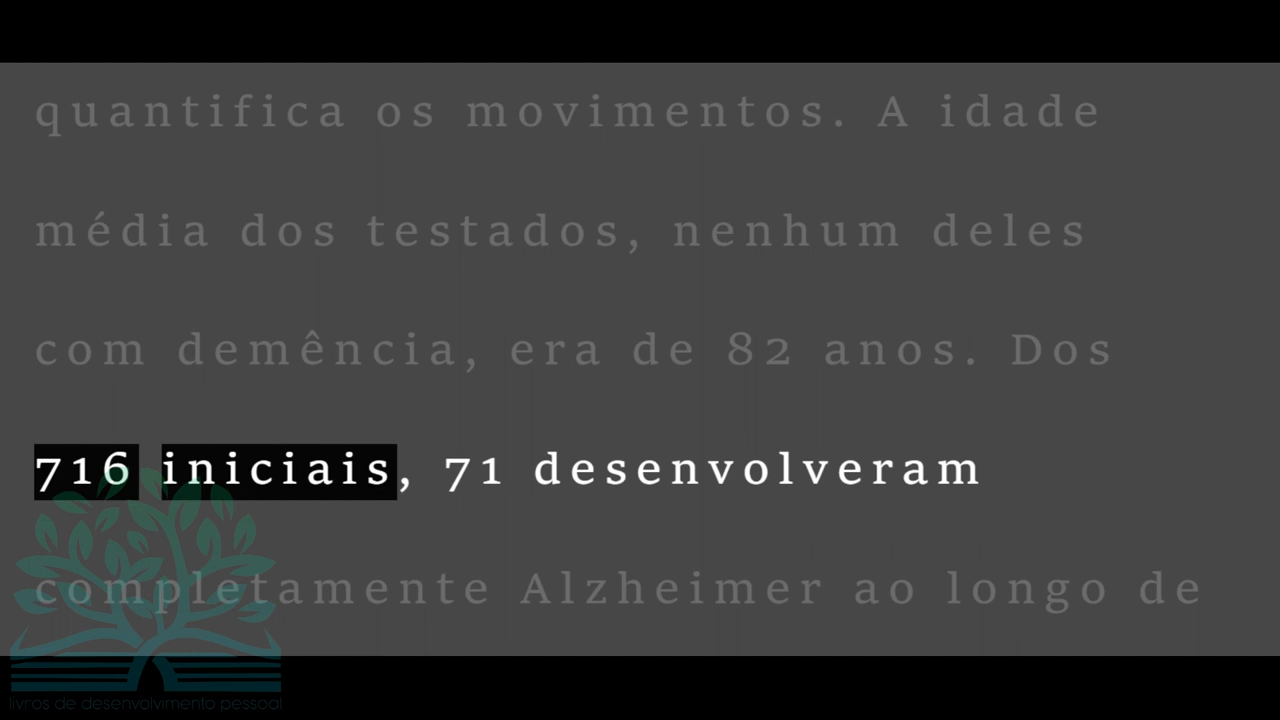 quantifica os movimentos. A idade
média dos testados, nenhum deles
com demência, era de 82 anos. Dos
716 iniciais, 71 desenvolveram
completamente Alzheimer ao longo de
livros de desenvolvimento pessoal